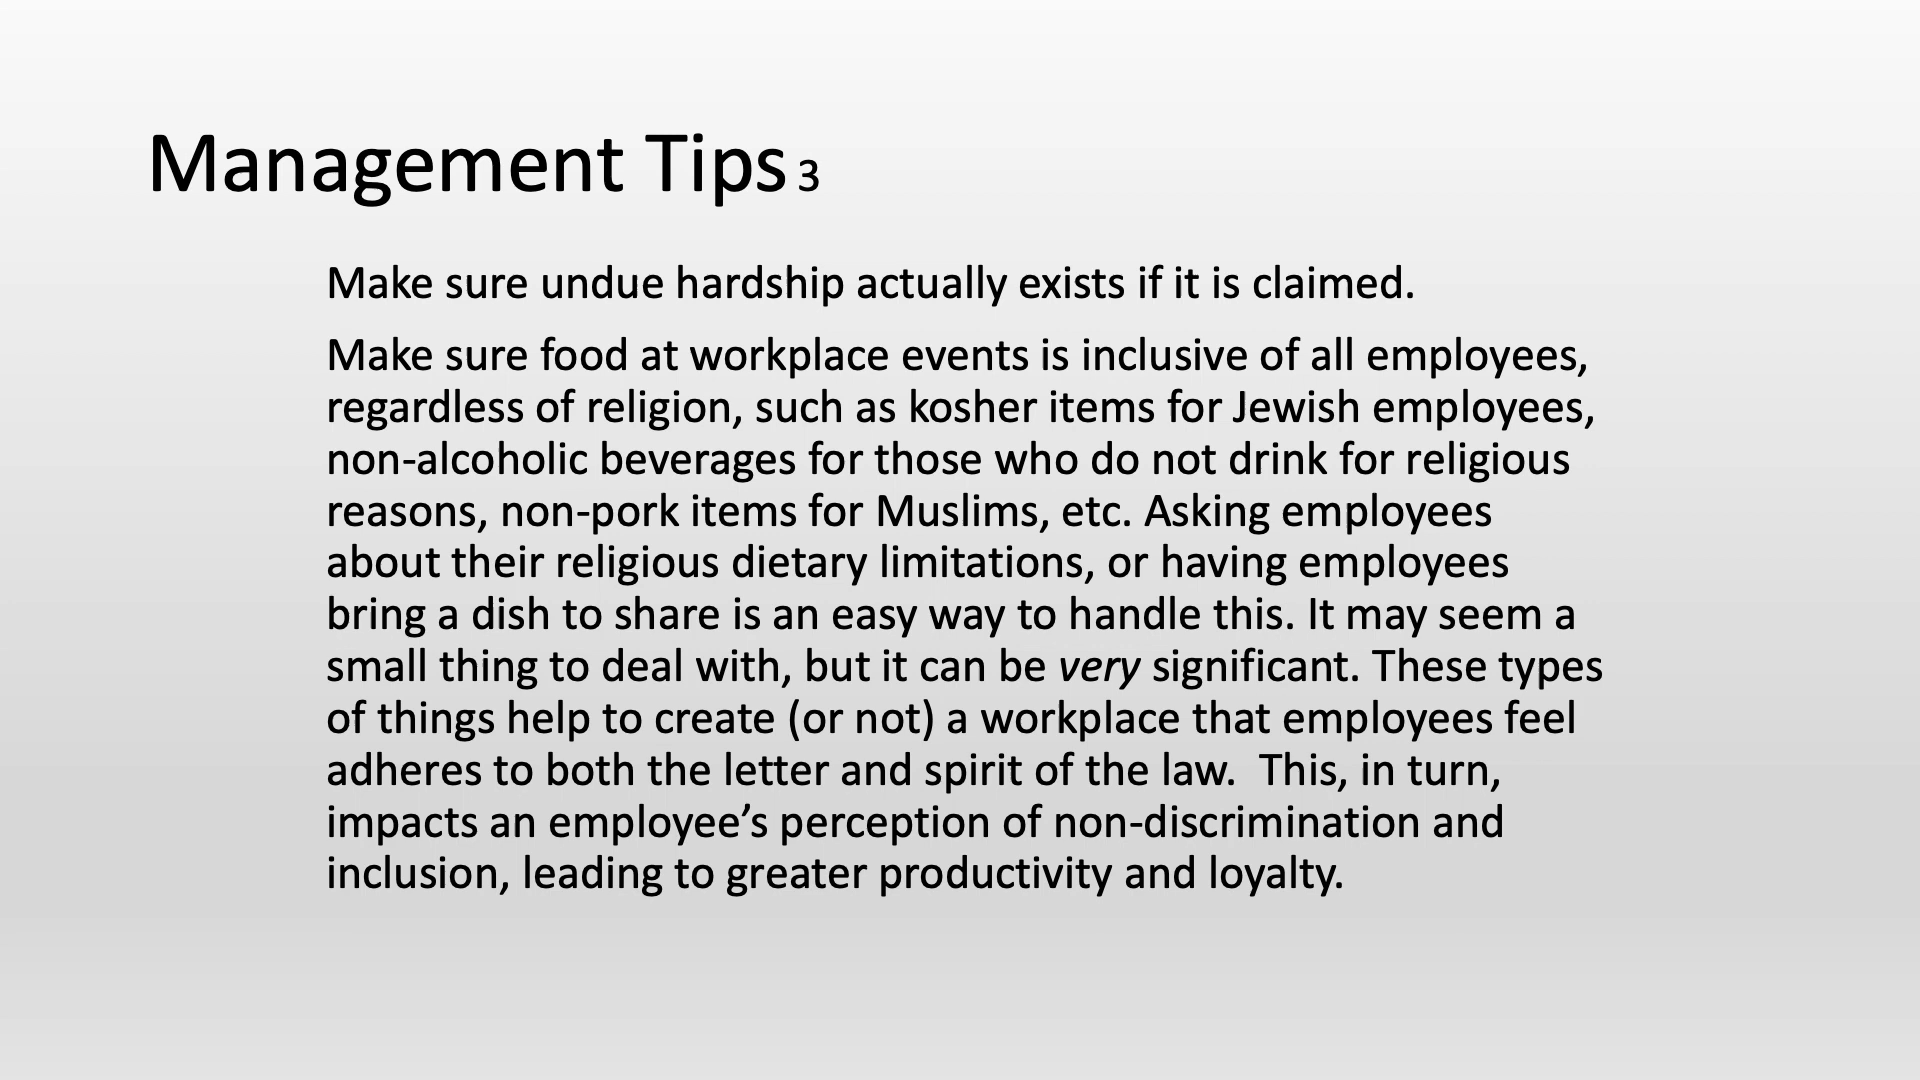 Management Tips 3
Make sure undue hardship actually exists if it is claimed.
Make sure food at workplace events is inclusive of all employees,
regardless of religion, such as kosher items for Jewish employees,
non-alcoholic beverages for those who do not drink for religious
reasons, non-pork items for Muslims, etc. Asking employees
about their religious dietary limitations, or having employees
bring a dish to share is an easy way to handle this. It may seem a
small thing to deal with, but it can be very significant. These types
of things help to create (or not) a workplace that employees feel
adheres to both the letter and spirit of the law.  This, in turn,
impacts an employee’s perception of non-discrimination and
inclusion, leading to greater productivity and loyalty.